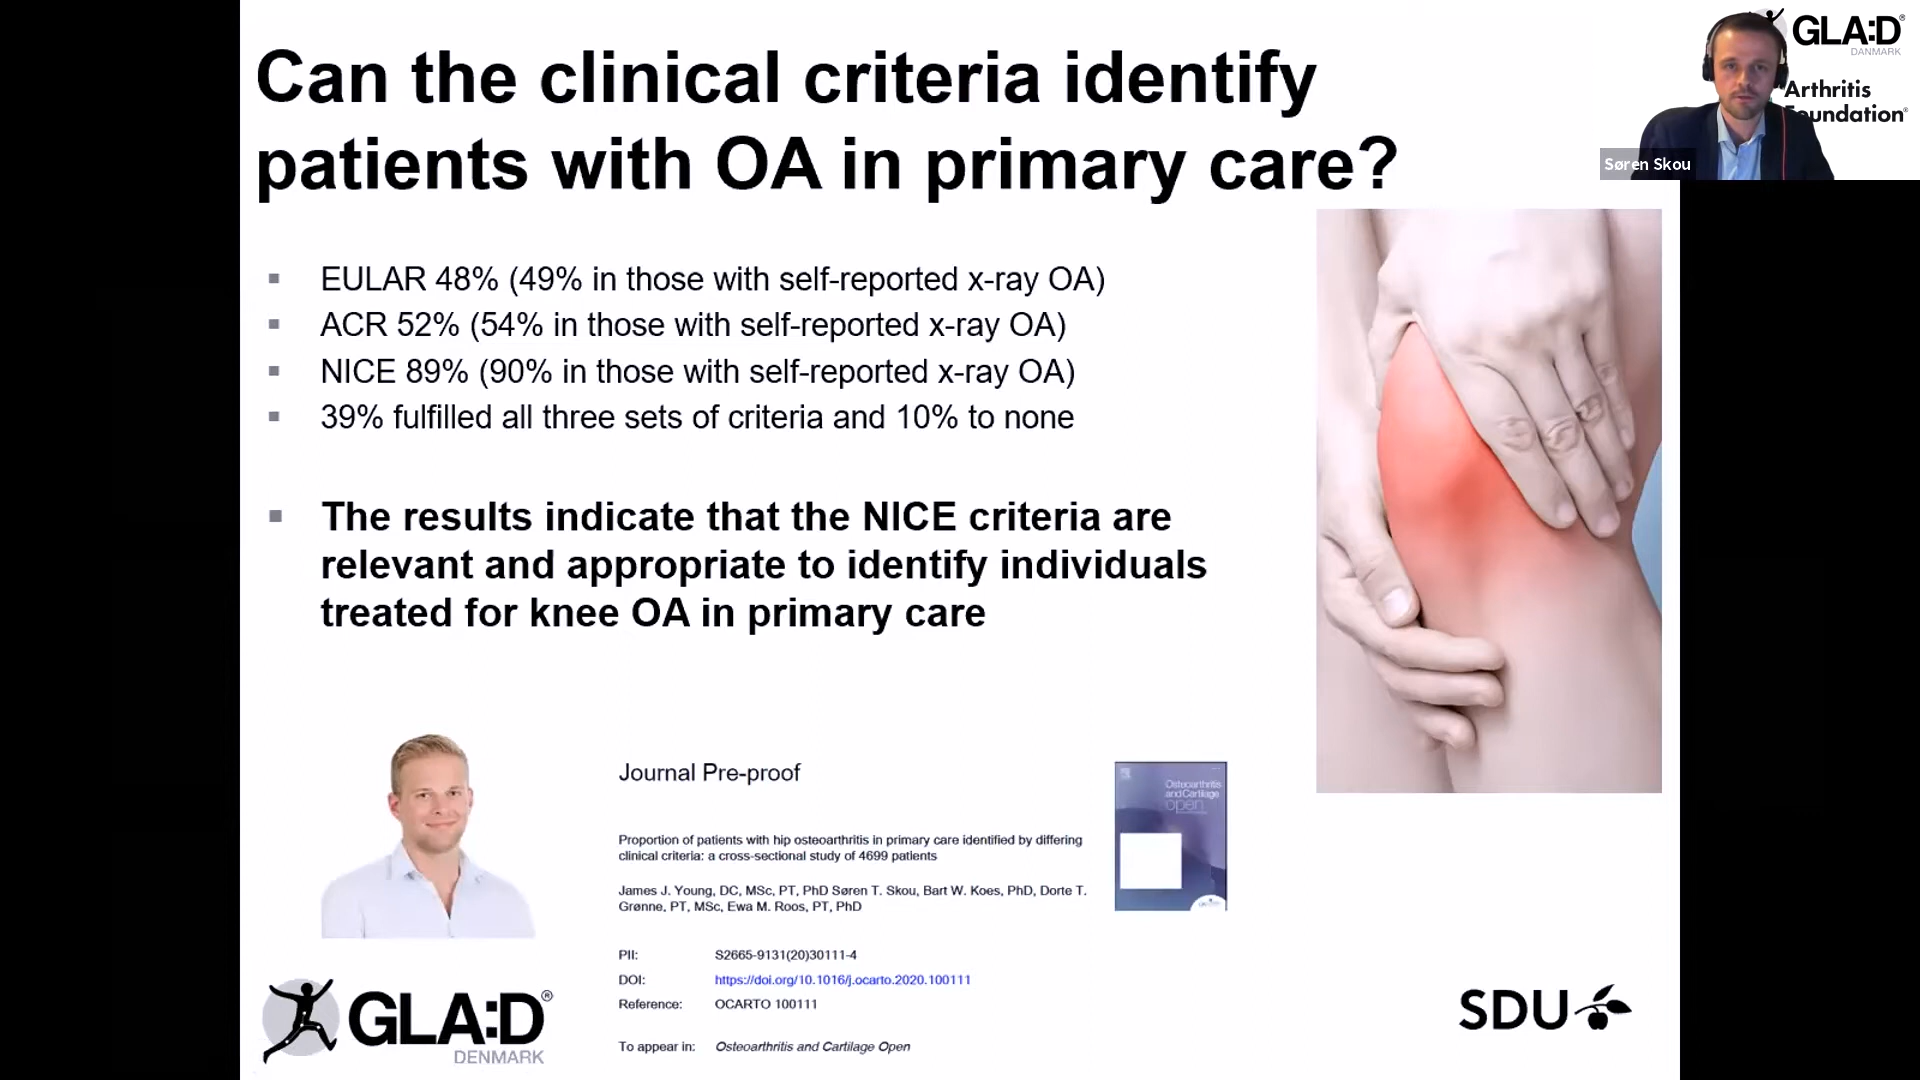 Can the clinical criteria identify
patients with OA in primary care?
GLA:D®
DENMARK
Arthritis
Foundation®
Søren Skou
EULAR 48% (49% in those with self-reported x-ray OA)
ACR 52% (54% in those with self-reported x-ray OA)
NICE 89% (90% in those with self-reported x-ray OA)
39% fulfilled all three sets of criteria and 10% to none
The results indicate that the NICE criteria are
relevant and appropriate to identify individuals
treated for knee OA in primary care
Journal Pre-proof
Osteoarthritis
and Cartilage
open
Proportion of patients with hip osteoarthritis in primary care identified by differing
clinical criteria: a cross-sectional study of 4699 patients
James J. Young, DC, MSc, PT, PhD Søren T. Skou, Bart W. Koes, PhD, Dorte T.
Grønne, PT, MSc, Ewa M. Roos, PT, PhD
PII: S2665-9131(20)30111-4
DOI: https://doi.org/10.1016/j.ocarto.2020.100111
Reference: OCARTO 100111
To appear in: Osteoarthritis and Cartilage Open
GLA:D®
DENMARK
SDU